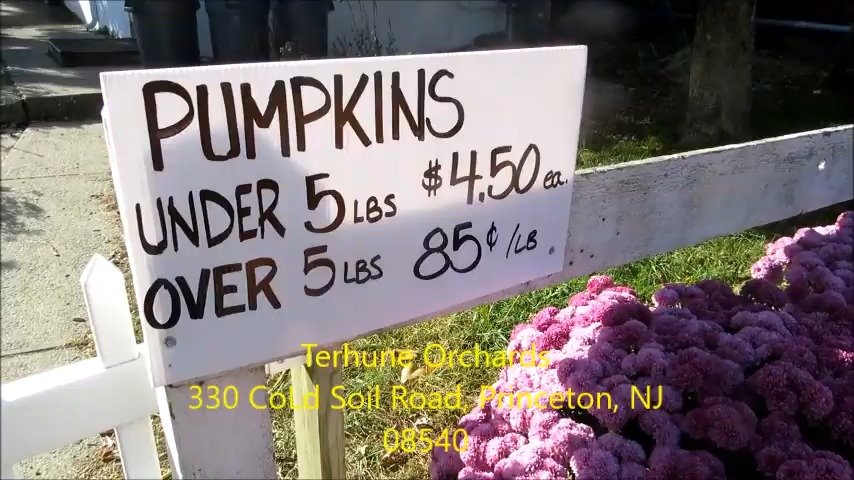 PUMPKINS
UNDER 5 LBS $4.50 ea.
OVER 5 LBS 85¢/LB
Terhune Orchards
330 CoLd Soil Road, Princeton, NJ
08540